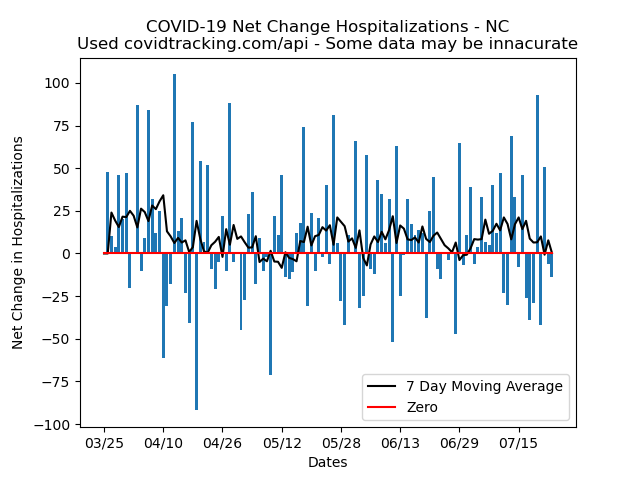 COVID-19 Net Change Hospitalizations - NC
Used covidtracking.com/api - Some data may be innacurate
Net Change in Hospitalizations
100
75
50
25
0
−25
−50
−75
−100
7 Day Moving Average
Zero
03/25 04/10 04/26 05/12 05/28 06/13 06/29 07/15
Dates